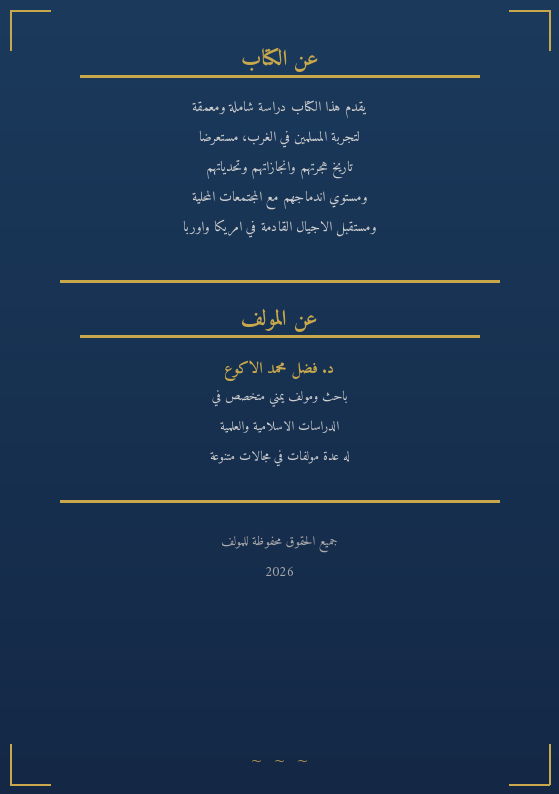 عن الكتاب
يقدم هذا الكتاب دراسة شاملة ومعمقة
لتجربة المسلمين في الغرب، مستعرضا
تاريخ هجرتهم وانجازاتهم وتحدياتهم
ومستوي اندماجهم مع المجتمعات المحلية
ومستقبل الاجيال القادمة في امريكا واوربا
عن المولف
د. فضل محمد الاكوع
باحث ومولف يمني متخصص في
الدراسات الاسلامية والعلمية
له عدة مولفات في مجالات متنوعة
جميع الحقوق محفوظة للمولف
2026
~ ~ ~